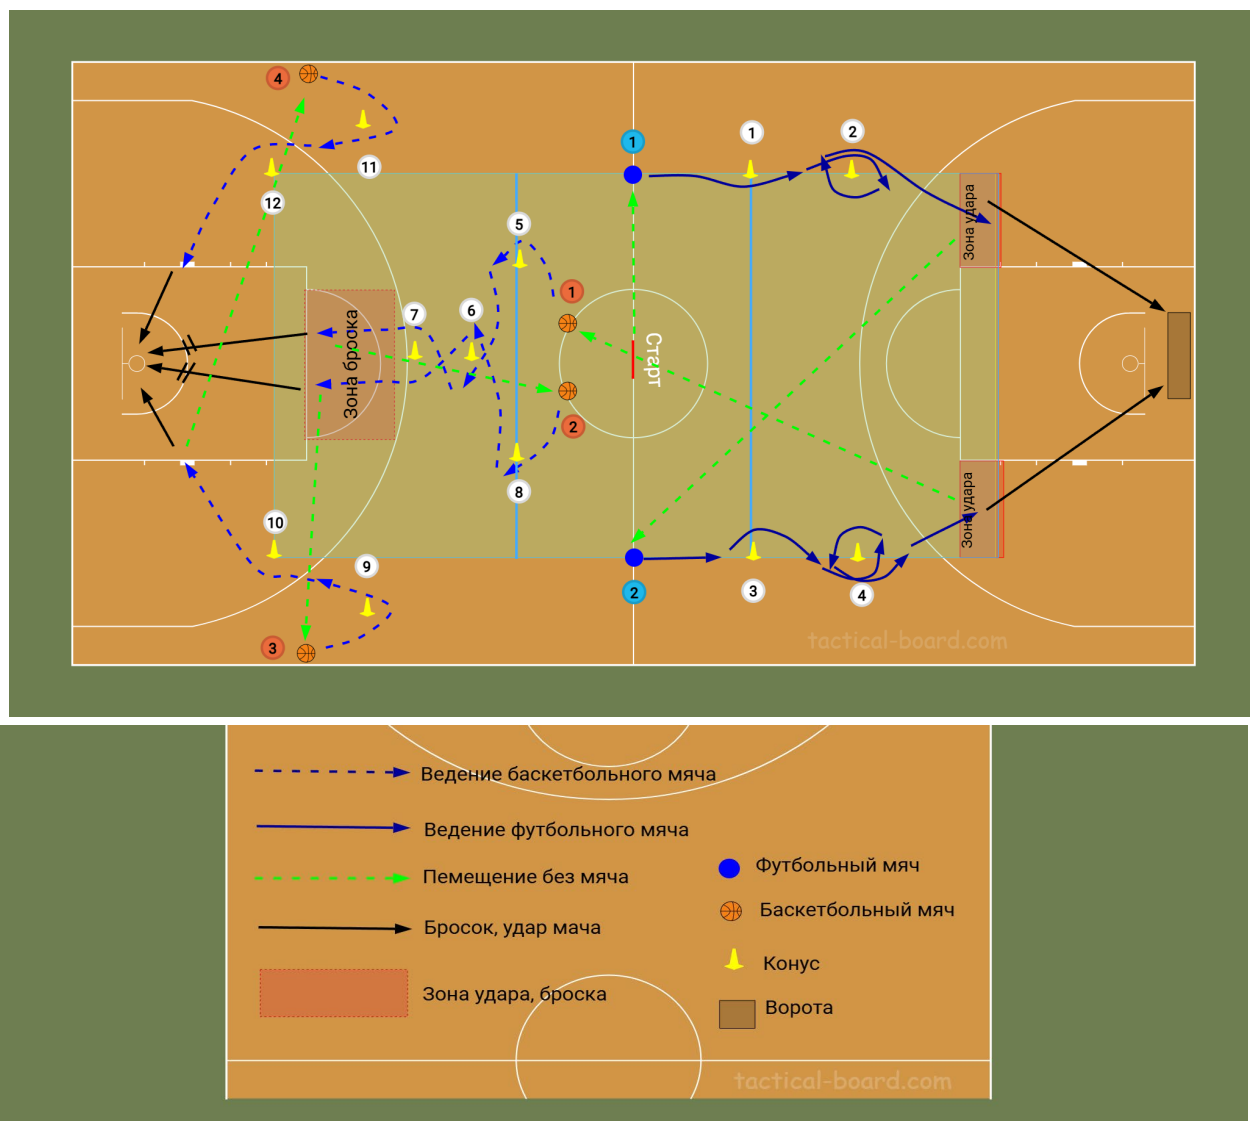 4
11
12
1
1
2
Зона удара
5
1
7
6
Старт
Зона броска
2
8
10
9
3
2
3
4
Зона удара
tactical-board.com
Ведение баскетбольного мяча
Ведение футбольного мяча
Футбольный мяч
Пемещение без мяча
Баскетбольный мяч
Бросок, удар мача
Конус
Зона удара, броска
Ворота
tactical-board.com